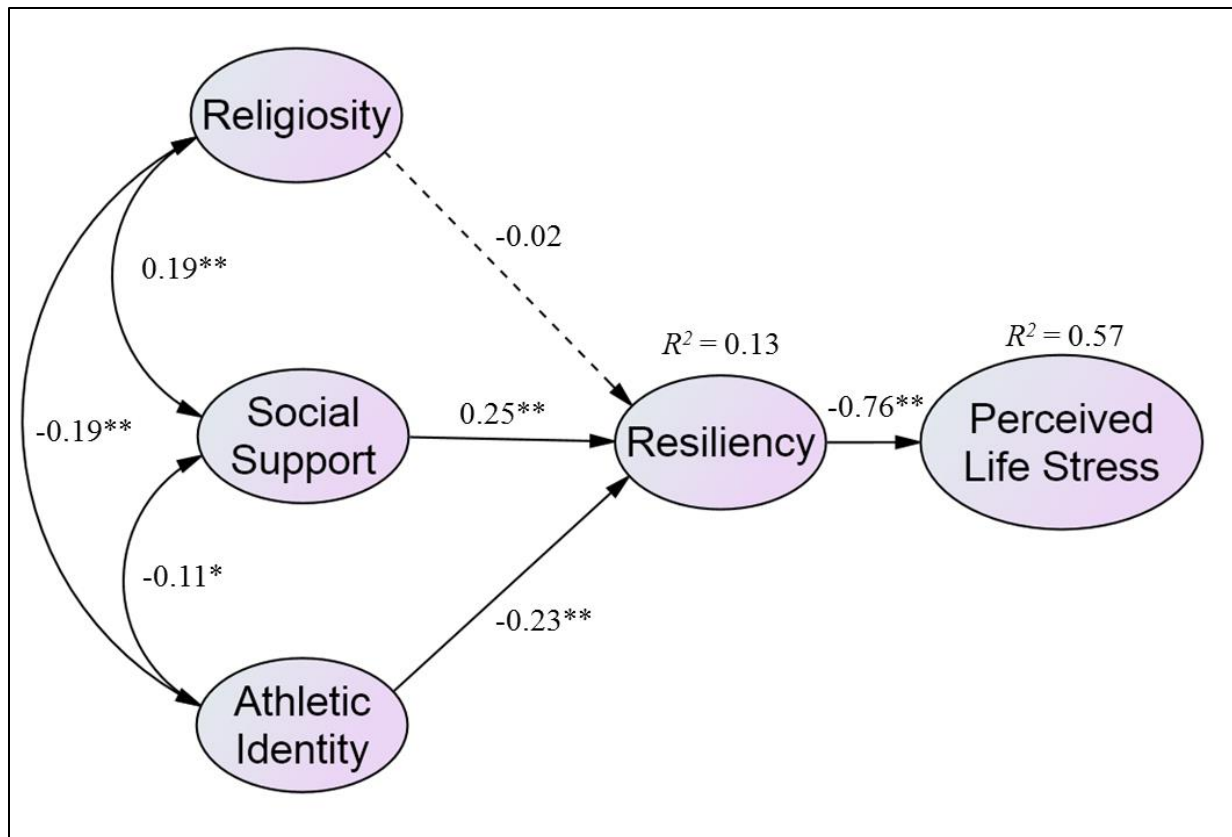 Religiosity
-0.02
0.19**
R² = 0.13
R² = 0.57
Social
Support
0.25**
Resiliency
-0.76**
Perceived
Life Stress
-0.19**
-0.11*
-0.23**
Athletic
Identity